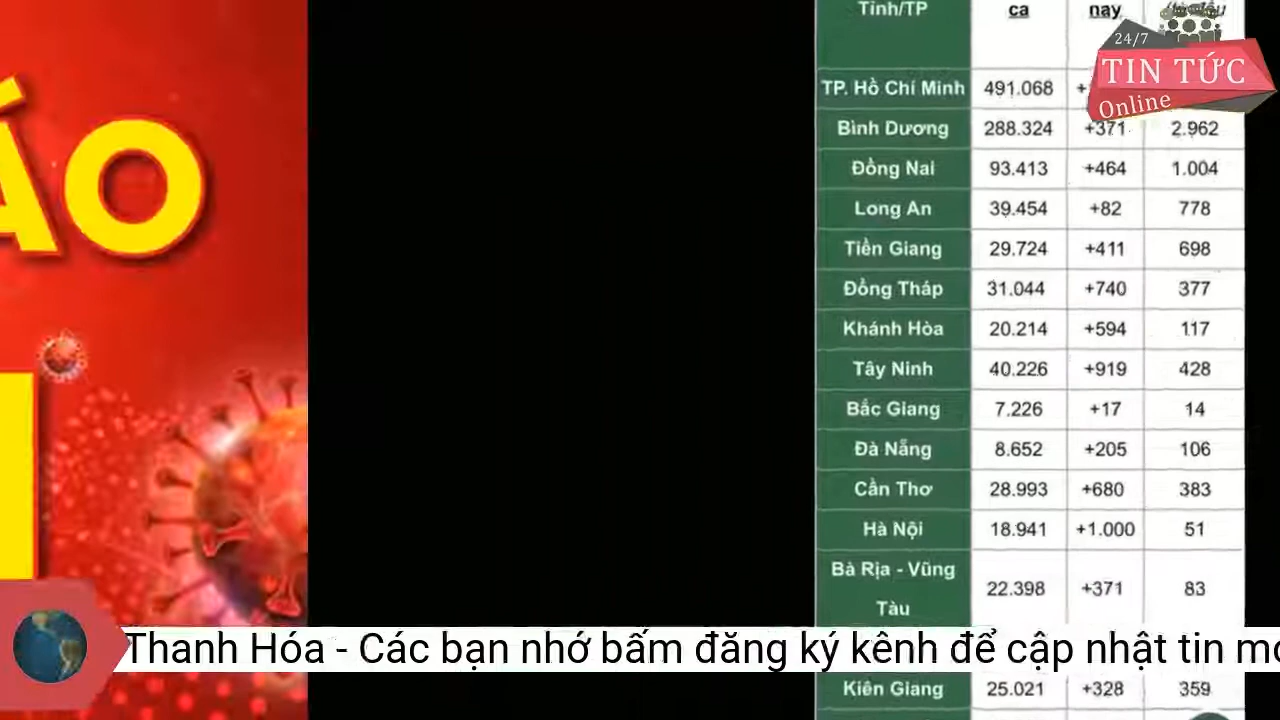 ÁO
Tỉnh/TP ca nay
24/7
TIN TỨC
Online
TP. Hồ Chí Minh 491.068
Bình Dương 288.324 +371 2.962
Đồng Nai 93.413 +464 1.004
Long An 39.454 +82 778
Tiền Giang 29.724 +411 698
Đồng Tháp 31.044 +740 377
Khánh Hòa 20.214 +594 117
Tây Ninh 40.226 +919 428
Bắc Giang 7.226 +17 14
Đà Nẵng 8.652 +205 106
Cần Thơ 28.993 +680 383
Hà Nội 18.941 +1.000 51
Bà Rịa - Vũng
Tàu 22.398 +371 83
Thanh Hóa - Các bạn nhớ bấm đăng ký kênh để cập nhật tin
Kiên Giang 25.021 +328 359